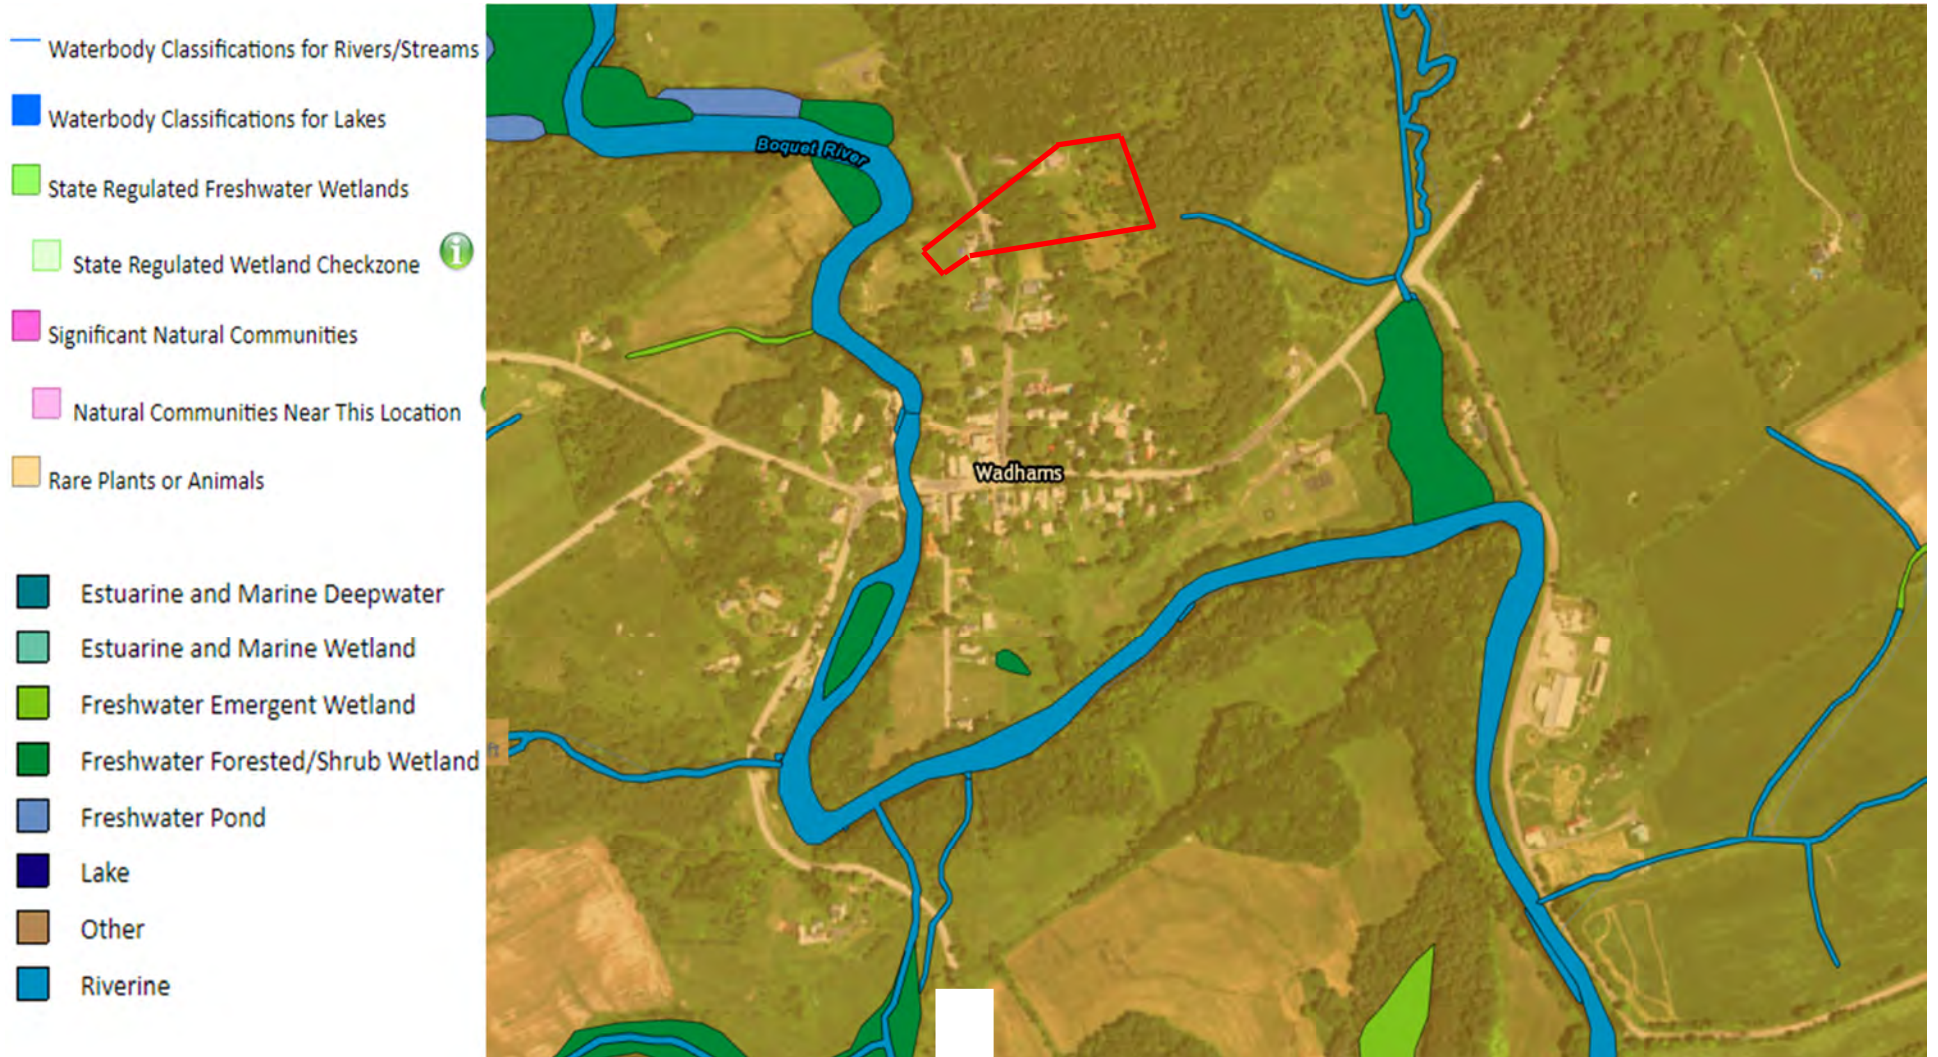 Waterbody Classifications for Rivers/Streams
Waterbody Classifications for Lakes
State Regulated Freshwater Wetlands
State Regulated Wetland Checkzone
i
Significant Natural Communities
Natural Communities Near This Location
Rare Plants or Animals
Estuarine and Marine Deepwater
Estuarine and Marine Wetland
Freshwater Emergent Wetland
Freshwater Forested/Shrub Wetland
Freshwater Pond
Lake
Other
Riverine
Boquet River
Wadhams
ft